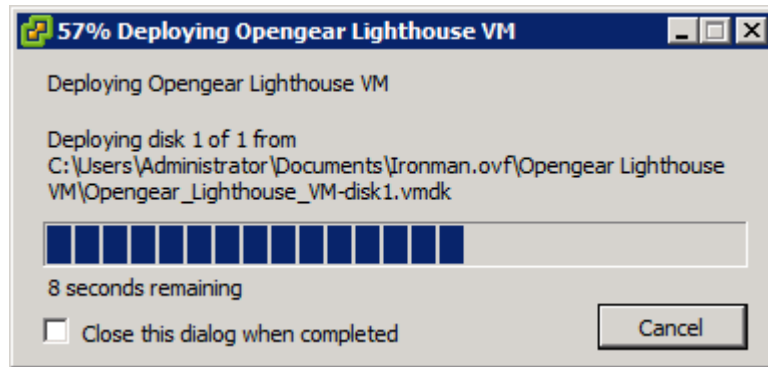 57% Deploying Opengear Lighthouse VM
Deploying Opengear Lighthouse VM
Deploying disk 1 of 1 from
C:\Users\Administrator\Documents\Ironman.ovf\Opengear Lighthouse
VM\Opengear_Lighthouse_VM-disk1.vmdk
8 seconds remaining
Close this dialog when completed
Cancel